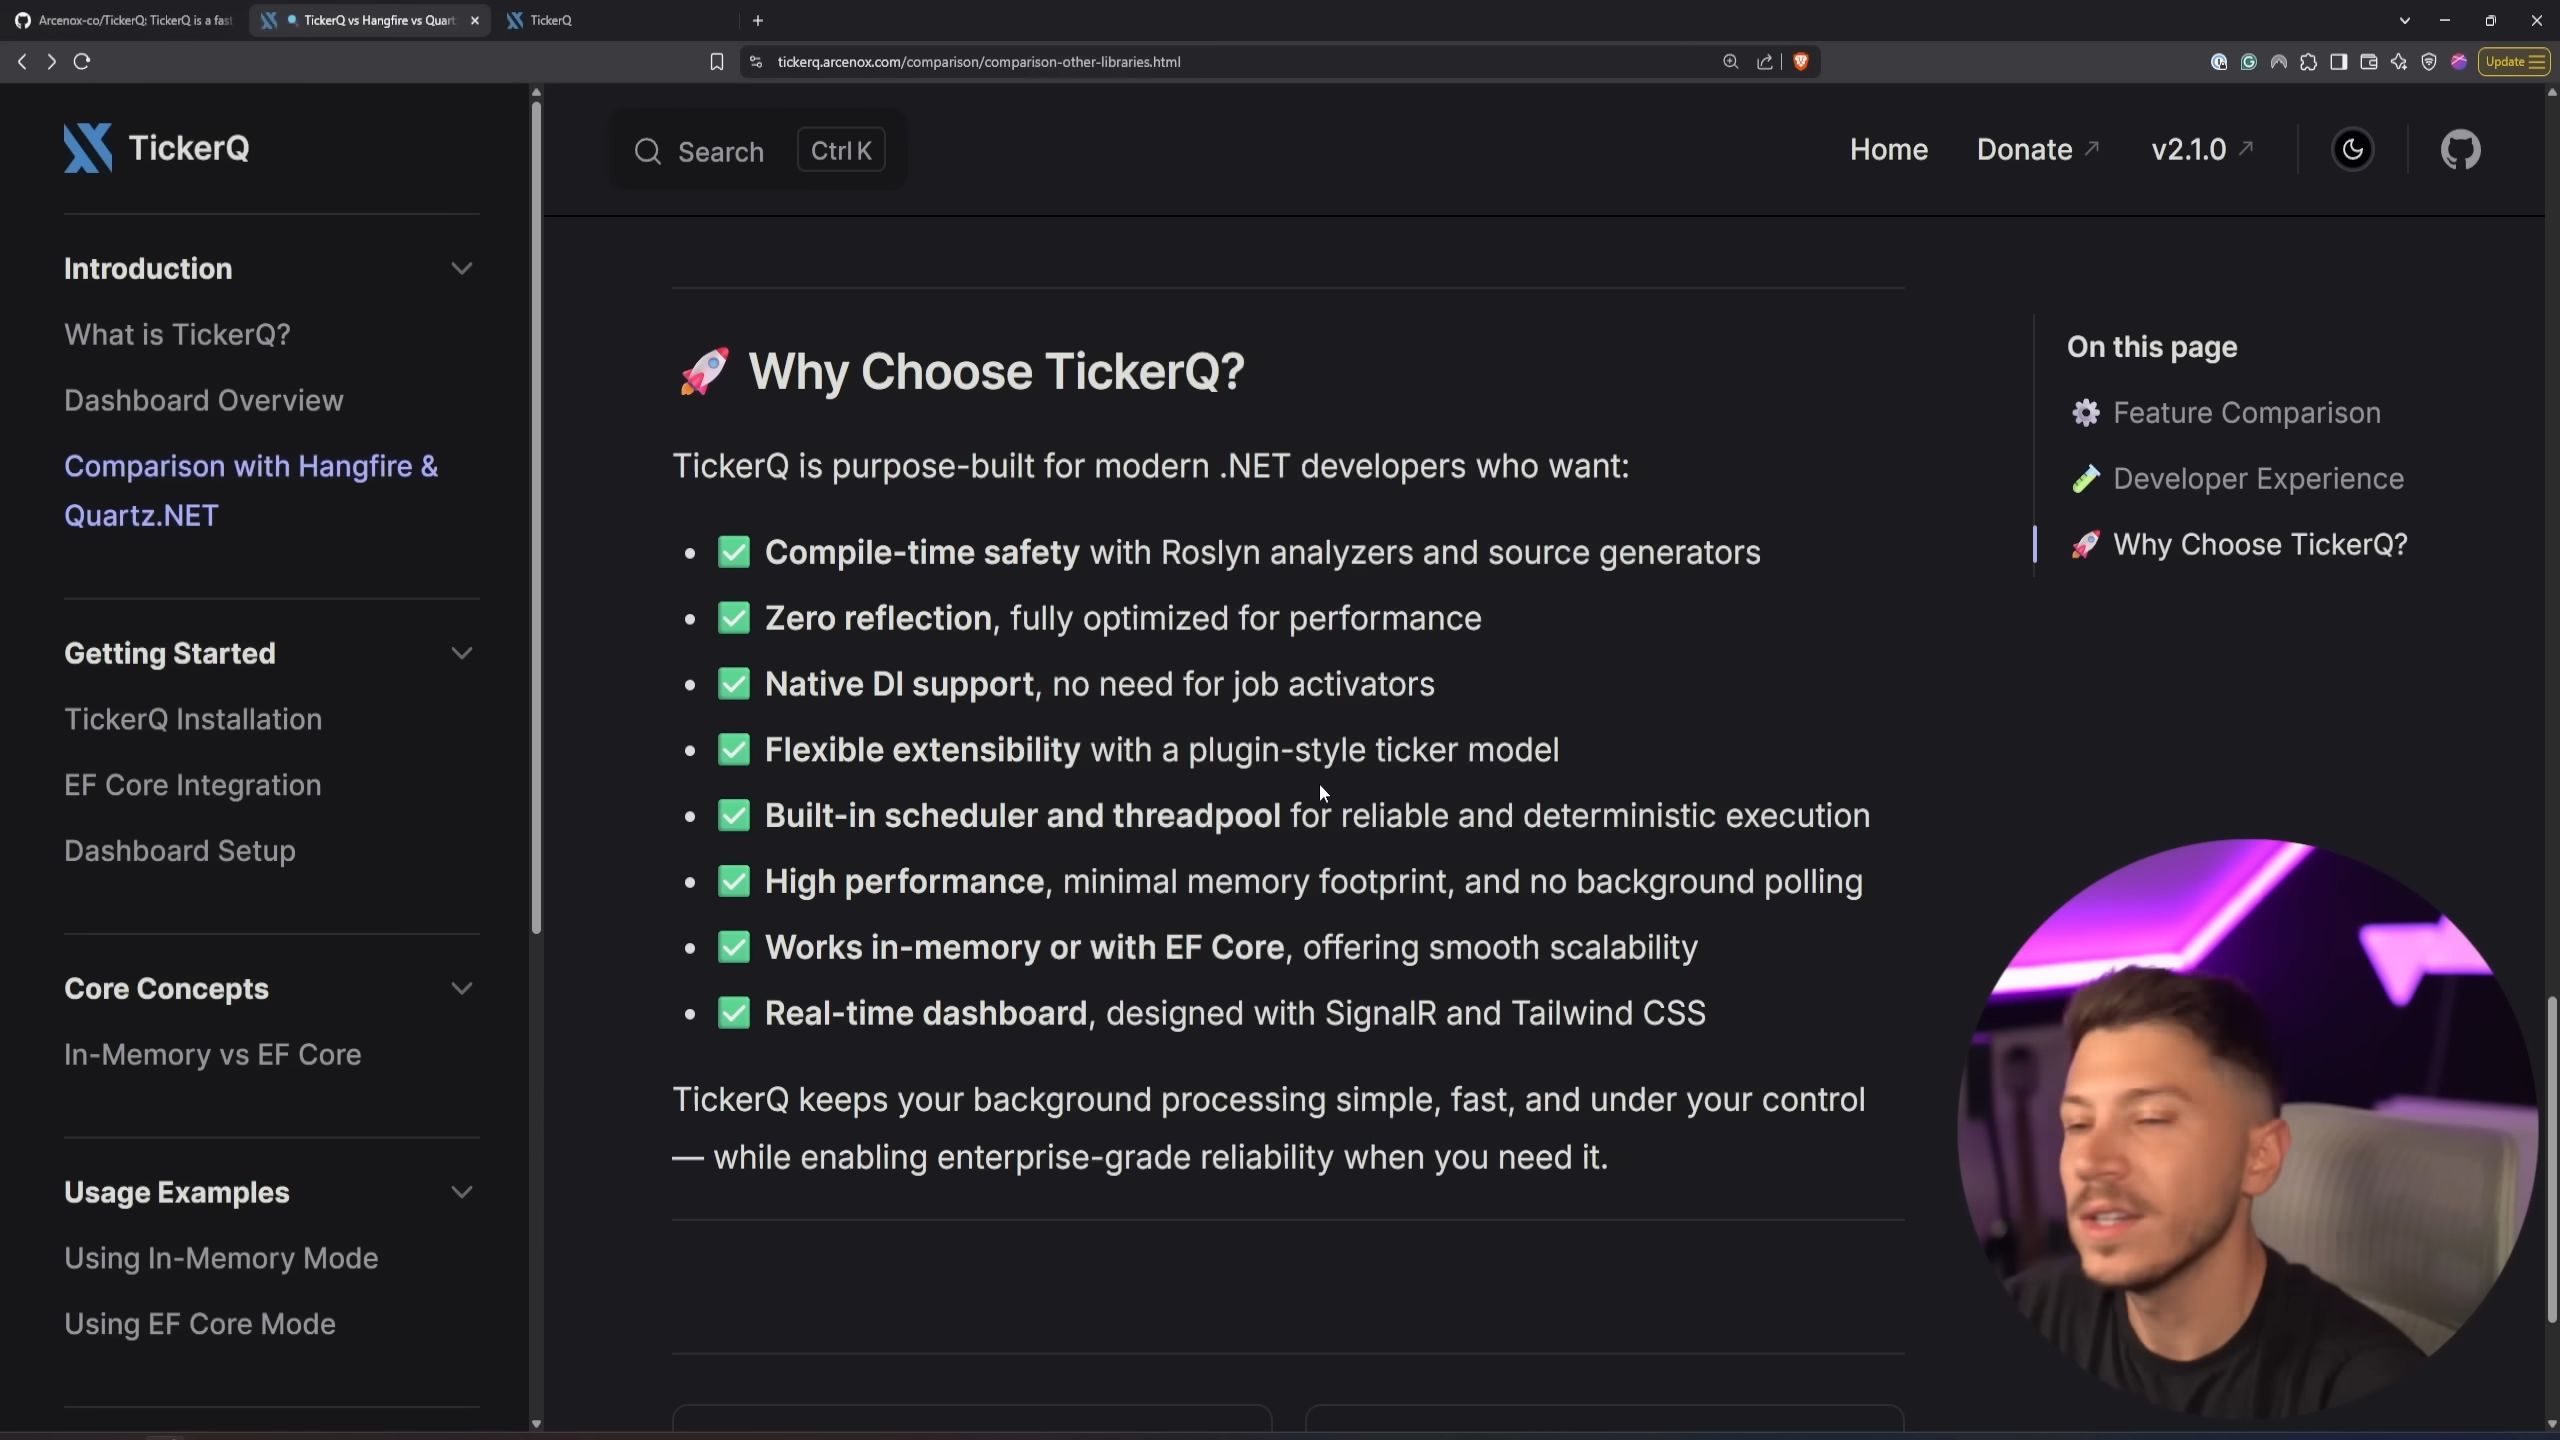 Arcenox-co/TickerQ: TickerQ is a fast
TickerQ vs Hangfire vs Quart
TickerQ
tickerq.arcenox.com/comparison/comparison-other-libraries.html
Update
TickerQ
Search
Ctrl K
Home
Donate
v2.1.0
Introduction
What is TickerQ?
Dashboard Overview
Comparison with Hangfire &
Quartz.NET
Getting Started
TickerQ Installation
EF Core Integration
Dashboard Setup
Core Concepts
In-Memory vs EF Core
Usage Examples
Using In-Memory Mode
Using EF Core Mode
🚀 Why Choose TickerQ?
TickerQ is purpose-built for modern .NET developers who want:
• ✅ Compile-time safety with Roslyn analyzers and source generators
• ✅ Zero reflection, fully optimized for performance
• ✅ Native DI support, no need for job activators
• ✅ Flexible extensibility with a plugin-style ticker model
• ✅ Built-in scheduler and threadpool for reliable and deterministic execution
• ✅ High performance, minimal memory footprint, and no background polling
• ✅ Works in-memory or with EF Core, offering smooth scalability
• ✅ Real-time dashboard, designed with SignalR and Tailwind CSS
TickerQ keeps your background processing simple, fast, and under your control
— while enabling enterprise-grade reliability when you need it.
On this page
⚙️ Feature Comparison
🧪 Developer Experience
🚀 Why Choose TickerQ?